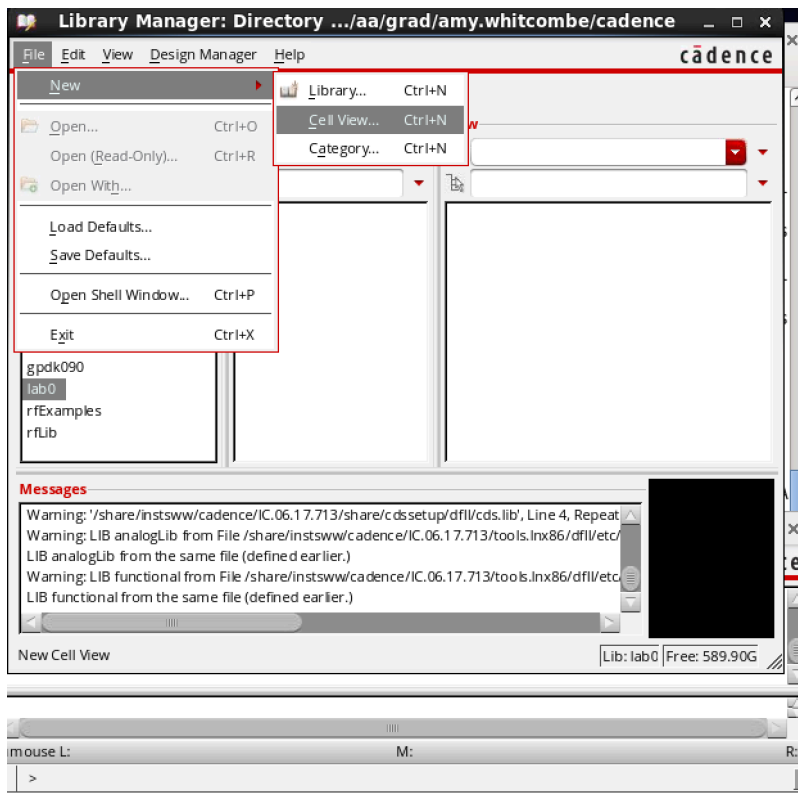 Library Manager: Directory .../aa/grad/amy.whitcombe/cadence
File Edit View Design Manager Help
cādence
New
Library... Ctrl+N
Cell View... Ctrl+N
Category... Ctrl+N
Open... Ctrl+O
Open (Read-Only)... Ctrl+R
Open With...
Load Defaults...
Save Defaults...
Open Shell Window... Ctrl+P
Exit Ctrl+X
gpdk090
lab0
rfExamples
rfLib
Messages
Warning: '/share/instsww/cadence/IC.06.17.713/share/cdssetup/dfII/cds.lib', Line 4, Repeat
Warning: LIB analogLib from File /share/instsww/cadence/IC.06.17.713/tools.lnx86/dfII/etc/
LIB analogLib from the same file (defined earlier.)
Warning: LIB functional from File /share/instsww/cadence/IC.06.17.713/tools.lnx86/dfII/etc
LIB functional from the same file (defined earlier.)
New Cell View
Lib: lab0 Free: 589.90G
mouse L: M: R:
>